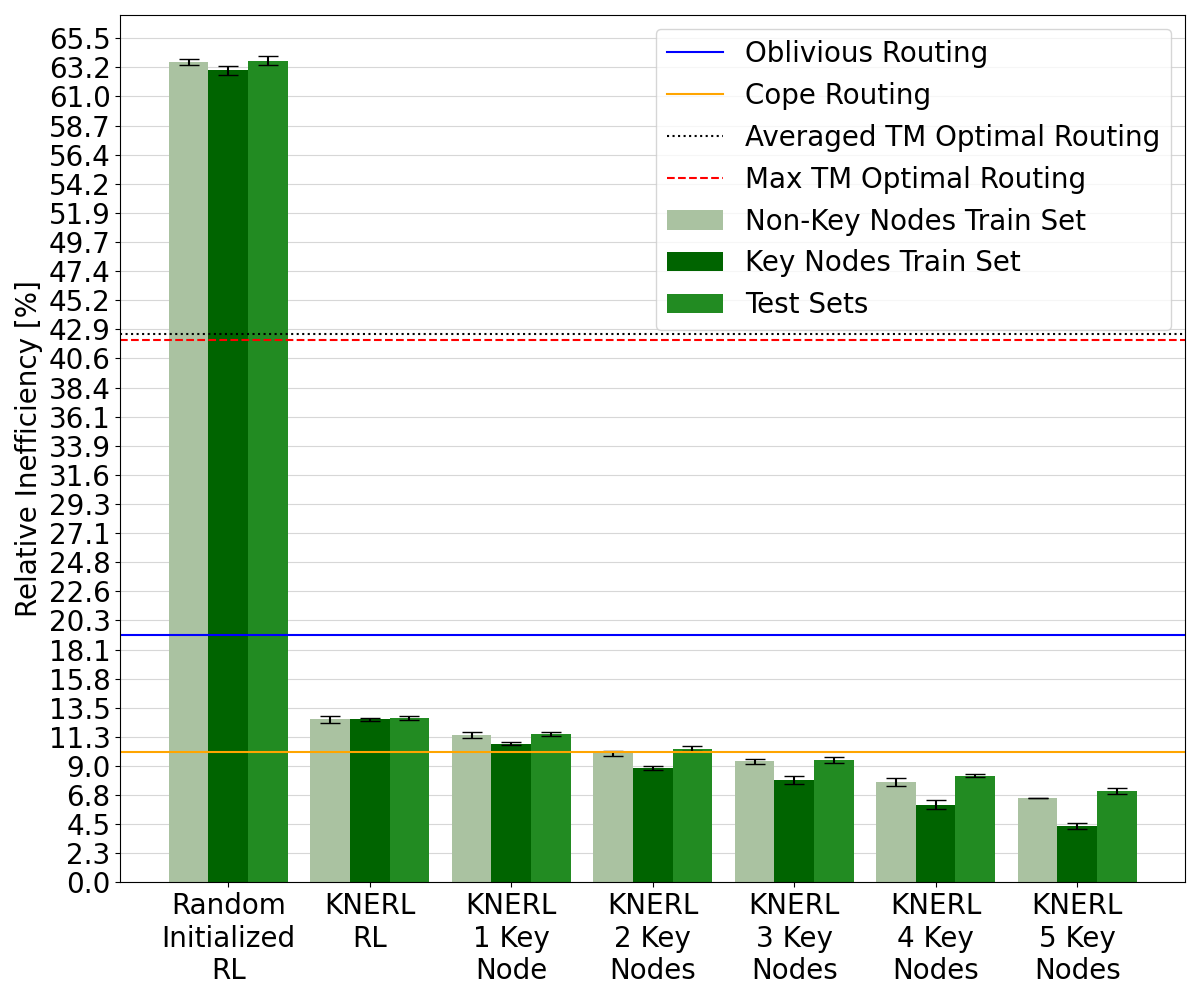 Relative Inefficiency [%]
65.5
63.2
61.0
58.7
56.4
54.2
51.9
49.7
47.4
45.2
42.9
40.6
38.4
36.1
33.9
31.6
29.3
27.1
24.8
22.6
20.3
18.1
15.8
13.5
11.3
9.0
6.8
4.5
2.3
0.0
Oblivious Routing
Cope Routing
Averaged TM Optimal Routing
Max TM Optimal Routing
Non-Key Nodes Train Set
Key Nodes Train Set
Test Sets
Random
Initialized
RL
KNERL
RL
KNERL
1 Key
Node
KNERL
2 Key
Nodes
KNERL
3 Key
Nodes
KNERL
4 Key
Nodes
KNERL
5 Key
Nodes